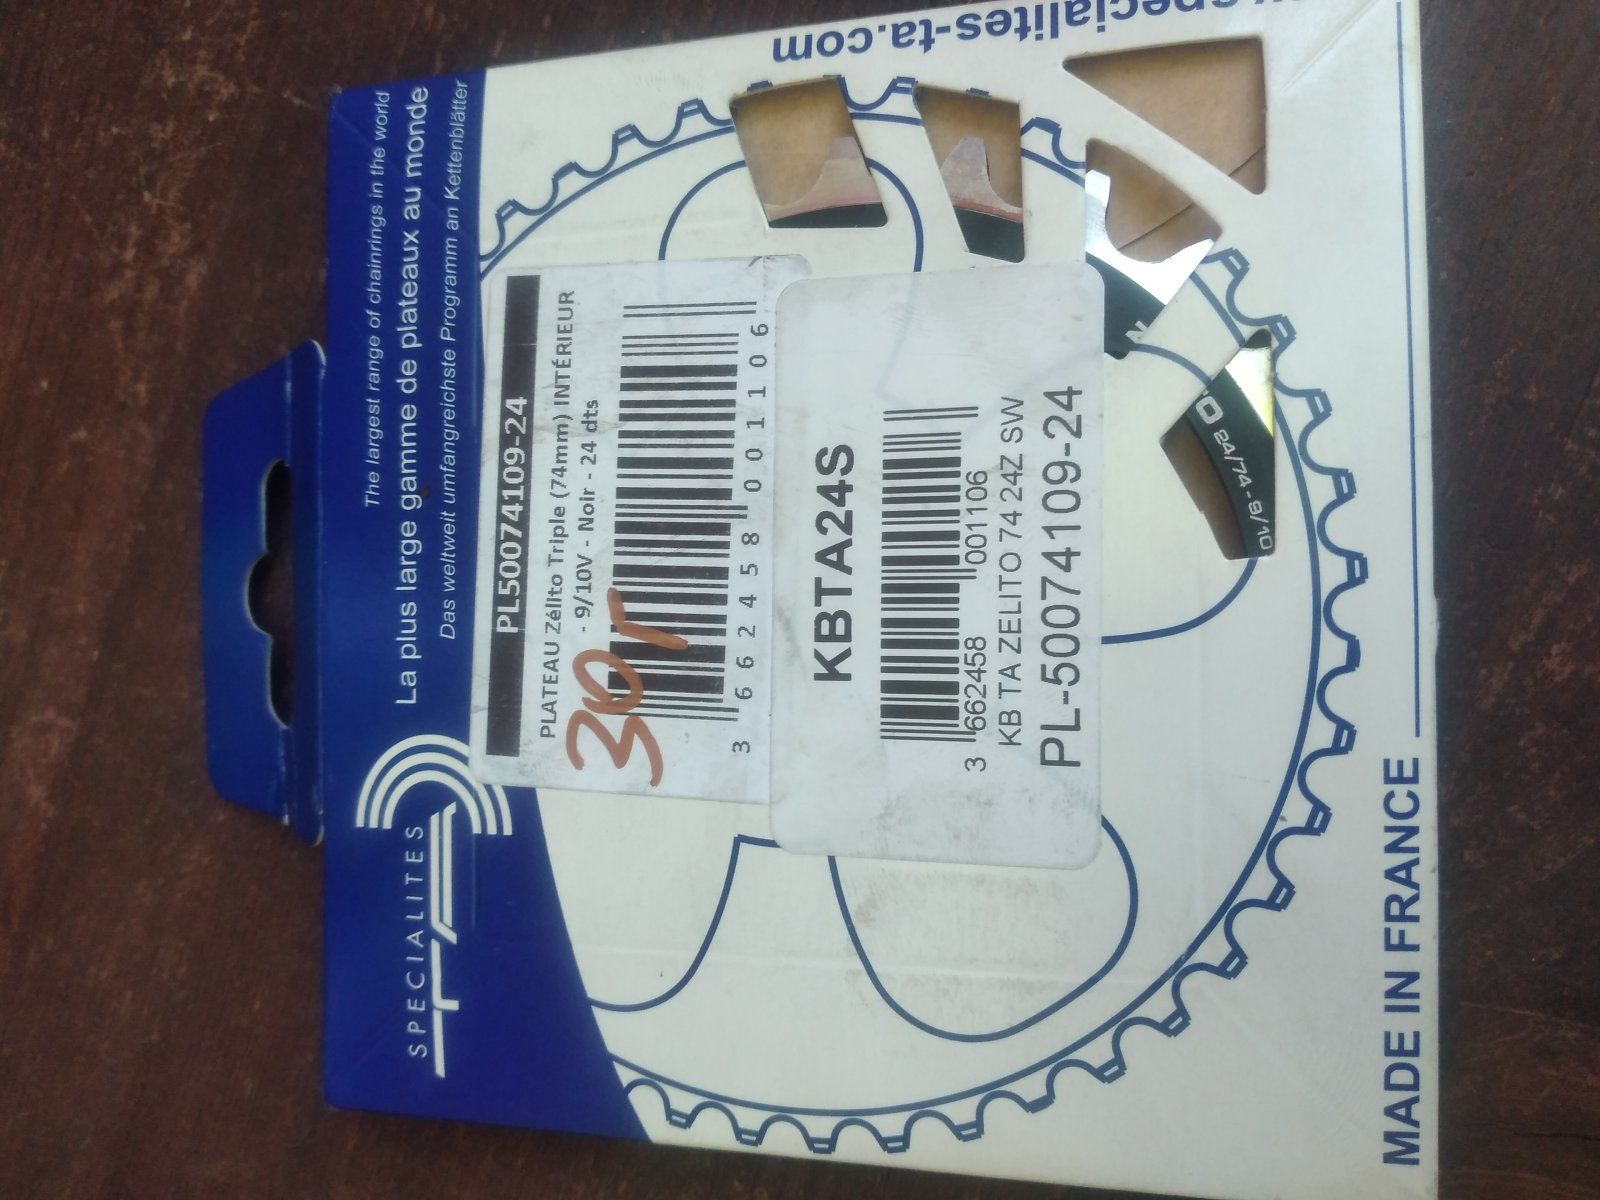 The largest range of chainrings in the world
La plus large gamme de plateaux au monde
Das weltweit umfangreichste Programm an Kettenblätter
SPECIALITES
TA
PL50074109-24
PLATEAU Zélito Triple (74mm) INTÉRIEUR
- 9/10V - Noir - 24 dts
30
3 662458 001106
KBTA24S
3 662458 001106
KB TA ZELITO 74 24Z SW
PL-50074109-24
24/74-9/10
MADE IN FRANCE
specialites-ta.com